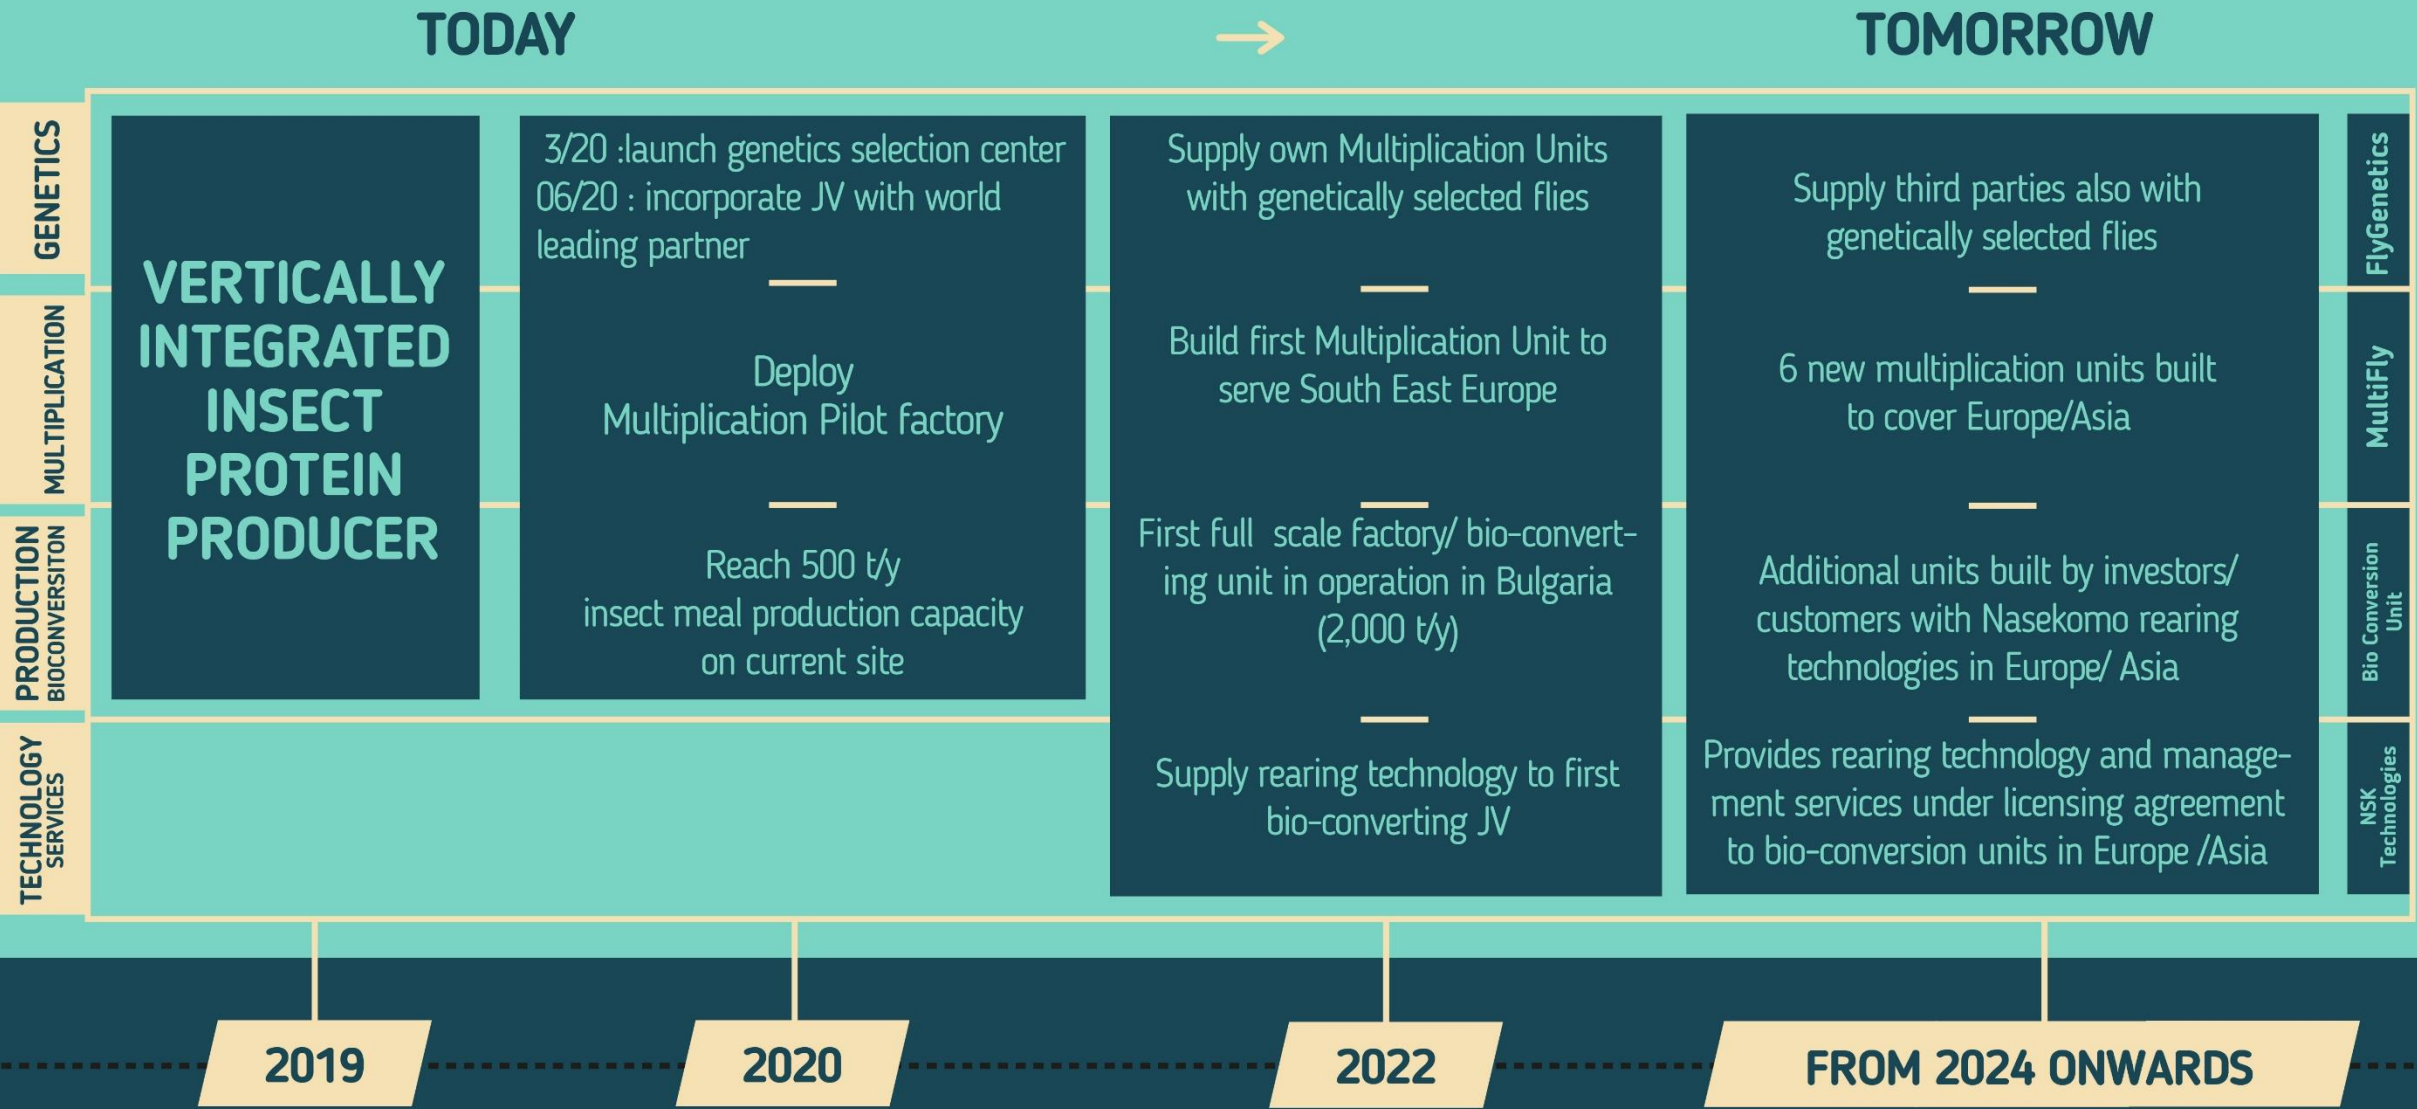 TODAY
TOMORROW
GENETICS
MULTIPLICATION
PRODUCTION
BIOCONVERSITON
TECHNOLOGY
SERVICES
VERTICALLY
INTEGRATED
INSECT
PROTEIN
PRODUCER
3/20 :launch genetics selection center
06/20 : incorporate JV with world
leading partner
Deploy
Multiplication Pilot factory
Reach 500 t/y
insect meal production capacity
on current site
Supply own Multiplication Units
with genetically selected flies
Build first Multiplication Unit to
serve South East Europe
First full scale factory/ bio-convert-
ing unit in operation in Bulgaria
(2,000 t/y)
Supply rearing technology to first
bio-converting JV
Supply third parties also with
genetically selected flies
6 new multiplication units built
to cover Europe/Asia
Additional units built by investors/
customers with Nasekomo rearing
technologies in Europe/ Asia
Provides rearing technology and manage-
ment services under licensing agreement
to bio-conversion units in Europe /Asia
FlyGenetics
MultiFly
Bio Conversion
Unit
NSK
Technologies
2019
2020
2022
FROM 2024 ONWARDS